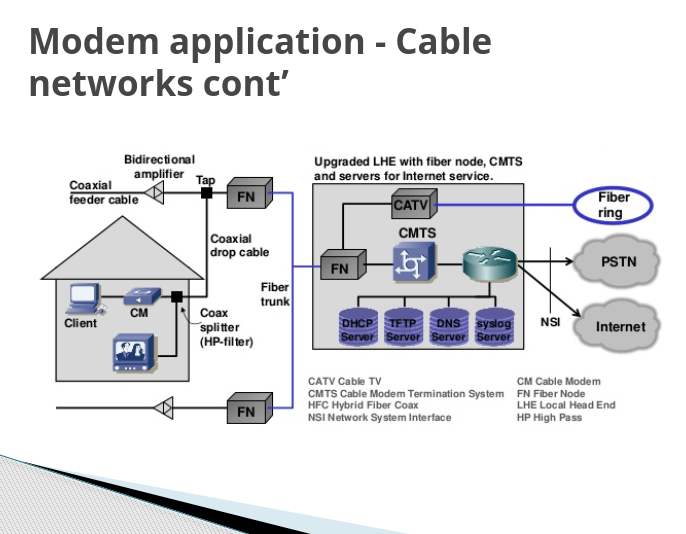 Modem application - Cable
networks cont’
Bidirectional
amplifier
Tap
Coaxial
feeder cable
FN
Coaxial
drop cable
Client
CM
Coax
splitter
(HP-filter)
Fiber
trunk
FN
Upgraded LHE with fiber node, CMTS
and servers for Internet service.
CATV
CMTS
FN
DHCP
Server
TFTP
Server
DNS
Server
syslog
Server
Fiber
ring
PSTN
NSI
Internet
CATV Cable TV
CMTS Cable Modem Termination System
HFC Hybrid Fiber Coax
NSI Network System Interface
CM Cable Modem
FN Fiber Node
LHE Local Head End
HP High Pass